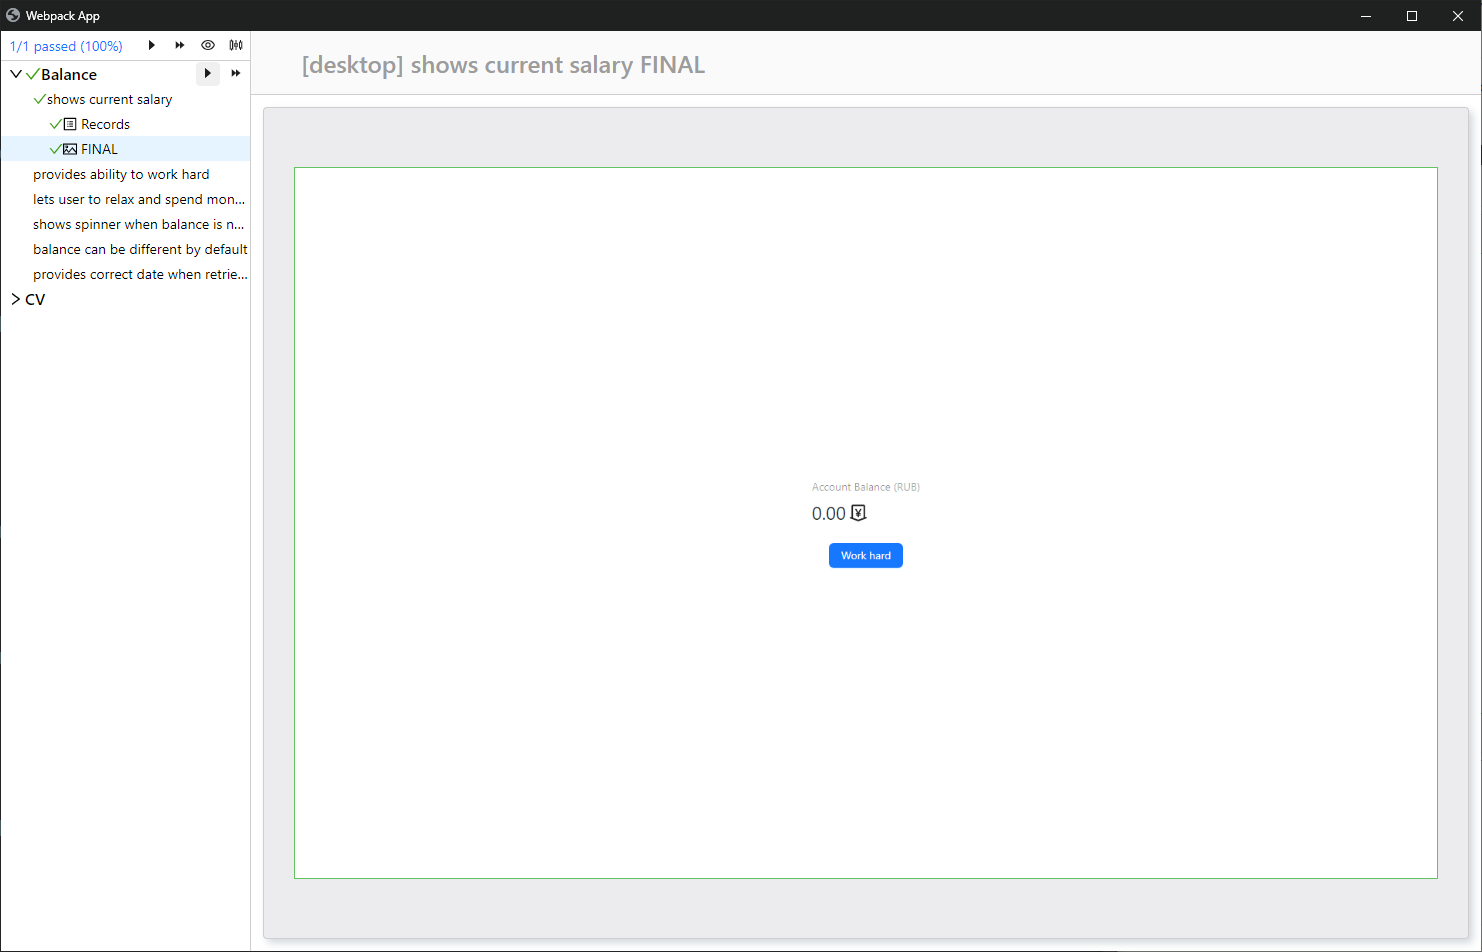 Webpack App
1/1 passed (100%)
Balance
shows current salary
Records
FINAL
provides ability to work hard
lets user to relax and spend mon...
shows spinner when balance is n...
balance can be different by default
provides correct date when retrie...
CV
[desktop] shows current salary FINAL
Account Balance (RUB)
0.00
Work hard